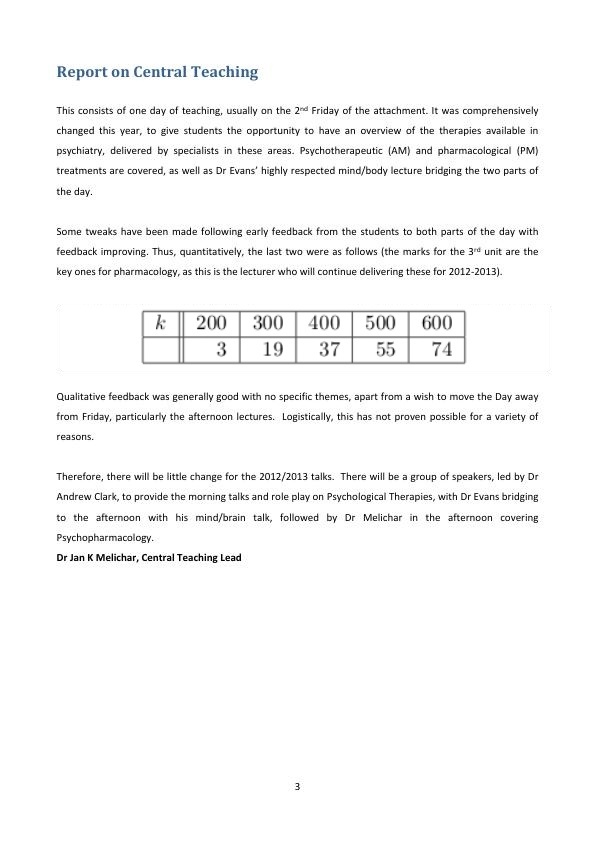 Report on Central Teaching
This consists of one day of teaching, usually on the 2nd Friday of the attachment. It was comprehensively
changed this year, to give students the opportunity to have an overview of the therapies available in
psychiatry, delivered by specialists in these areas. Psychotherapeutic (AM) and pharmacological (PM)
treatments are covered, as well as Dr Evans’ highly respected mind/body lecture bridging the two parts of
the day.
Some tweaks have been made following early feedback from the students to both parts of the day with
feedback improving. Thus, quantitatively, the last two were as follows (the marks for the 3rd unit are the
key ones for pharmacology, as this is the lecturer who will continue delivering these for 2012-2013).
k 200 300 400 500 600
3 19 37 55 74
Qualitative feedback was generally good with no specific themes, apart from a wish to move the Day away
from Friday, particularly the afternoon lectures. Logistically, this has not proven possible for a variety of
reasons.
Therefore, there will be little change for the 2012/2013 talks. There will be a group of speakers, led by Dr
Andrew Clark, to provide the morning talks and role play on Psychological Therapies, with Dr Evans bridging
to the afternoon with his mind/brain talk, followed by Dr Melichar in the afternoon covering
Psychopharmacology.
Dr Jan K Melichar, Central Teaching Lead
3